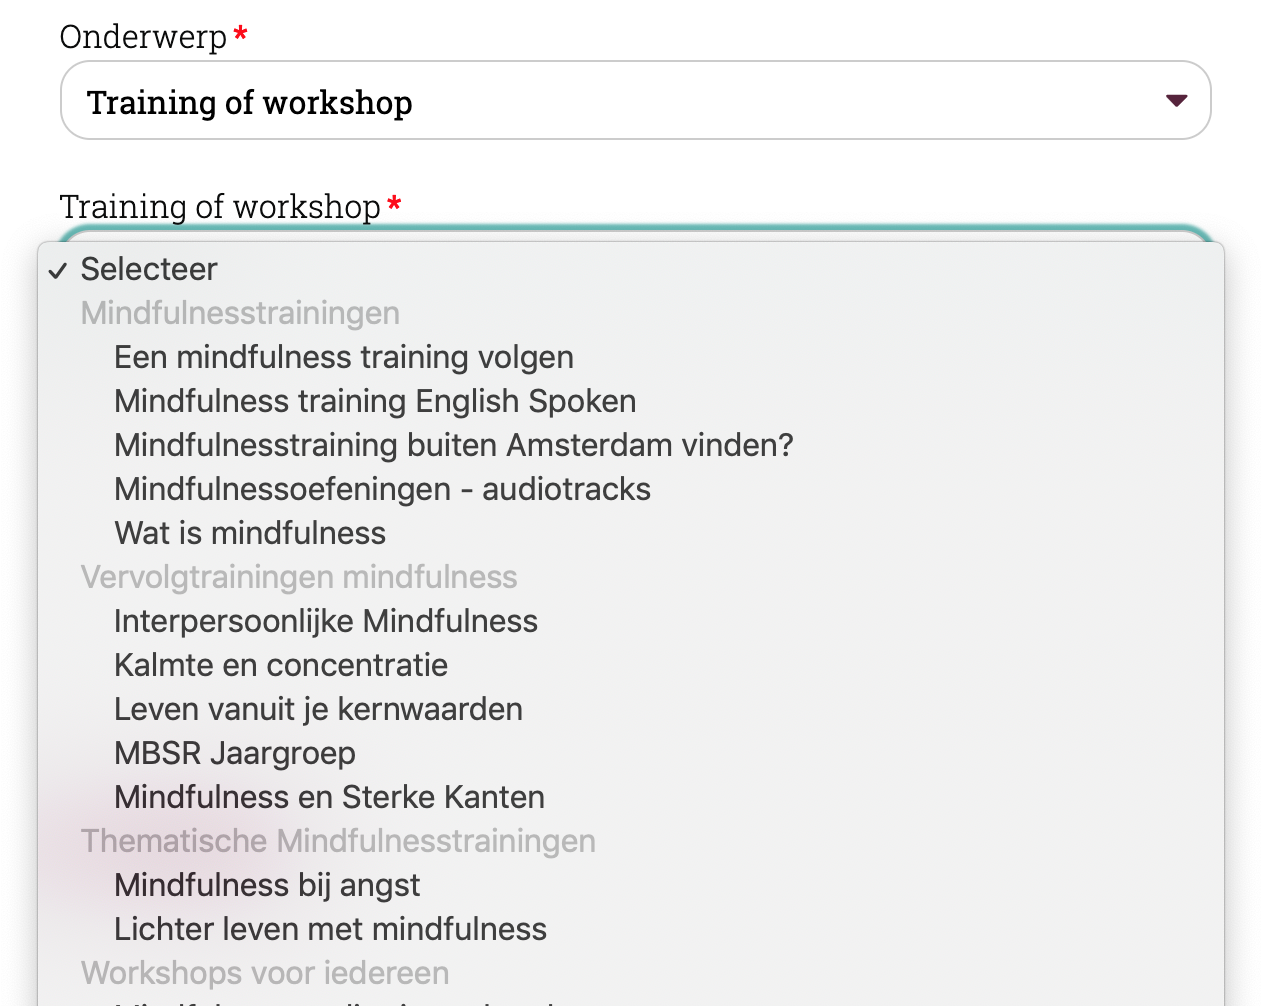 Onderwerp *
Training of workshop
Training of workshop *
✓ Selecteer
Mindfulnesstrainingen
Een mindfulness training volgen
Mindfulness training English Spoken
Mindfulnesstraining buiten Amsterdam vinden?
Mindfulnessoefeningen - audiotracks
Wat is mindfulness
Vervolgtrainingen mindfulness
Interpersoonlijke Mindfulness
Kalmte en concentratie
Leven vanuit je kernwaarden
MBSR Jaargroep
Mindfulness en Sterke Kanten
Thematische Mindfulnesstrainingen
Mindfulness bij angst
Lichter leven met mindfulness
Workshops voor iedereen